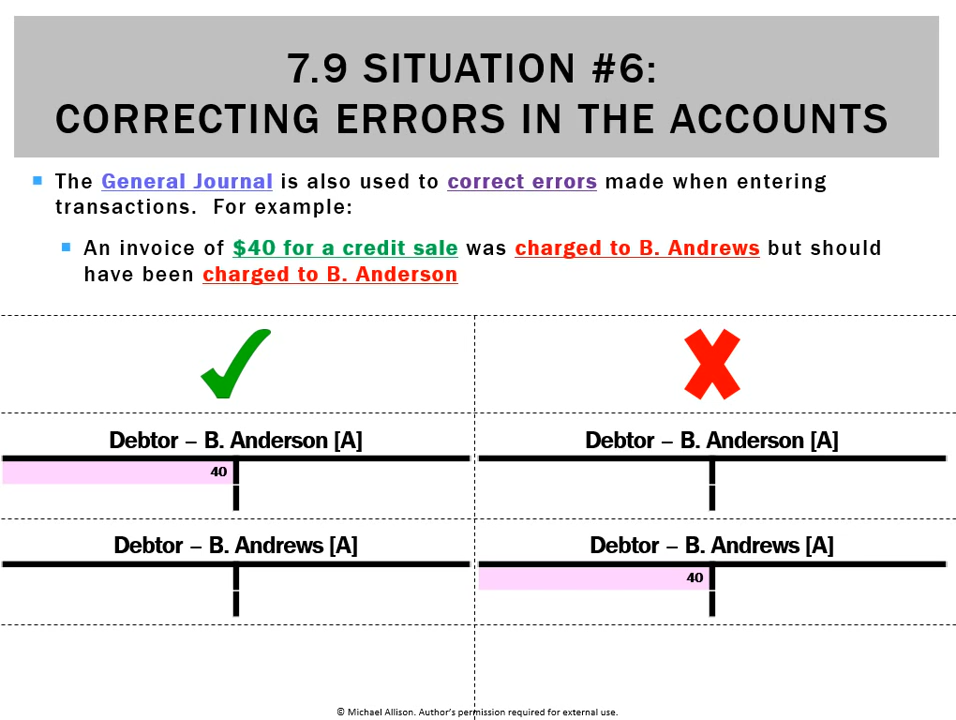 7.9 SITUATION #6:
CORRECTING ERRORS IN THE ACCOUNTS
The General Journal is also used to correct errors made when entering
transactions. For example:
An invoice of $40 for a credit sale was charged to B. Andrews but should
have been charged to B. Anderson
Debtor – B. Anderson [A]
40
Debtor – B. Anderson [A]
Debtor – B. Andrews [A]
Debtor – B. Andrews [A]
40
© Michael Allison. Author's permission required for external use.